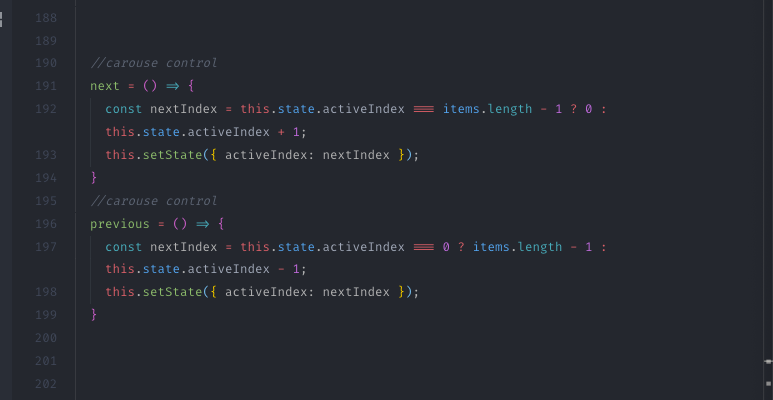 188
189
190 //carouse control
191 next = () => {
192 const nextIndex = this.state.activeIndex === items.length - 1 ? 0 :
this.state.activeIndex + 1;
193 this.setState({ activeIndex: nextIndex });
194 }
195 //carouse control
196 previous = () => {
197 const nextIndex = this.state.activeIndex === 0 ? items.length - 1 :
this.state.activeIndex - 1;
198 this.setState({ activeIndex: nextIndex });
199 }
200
201
202